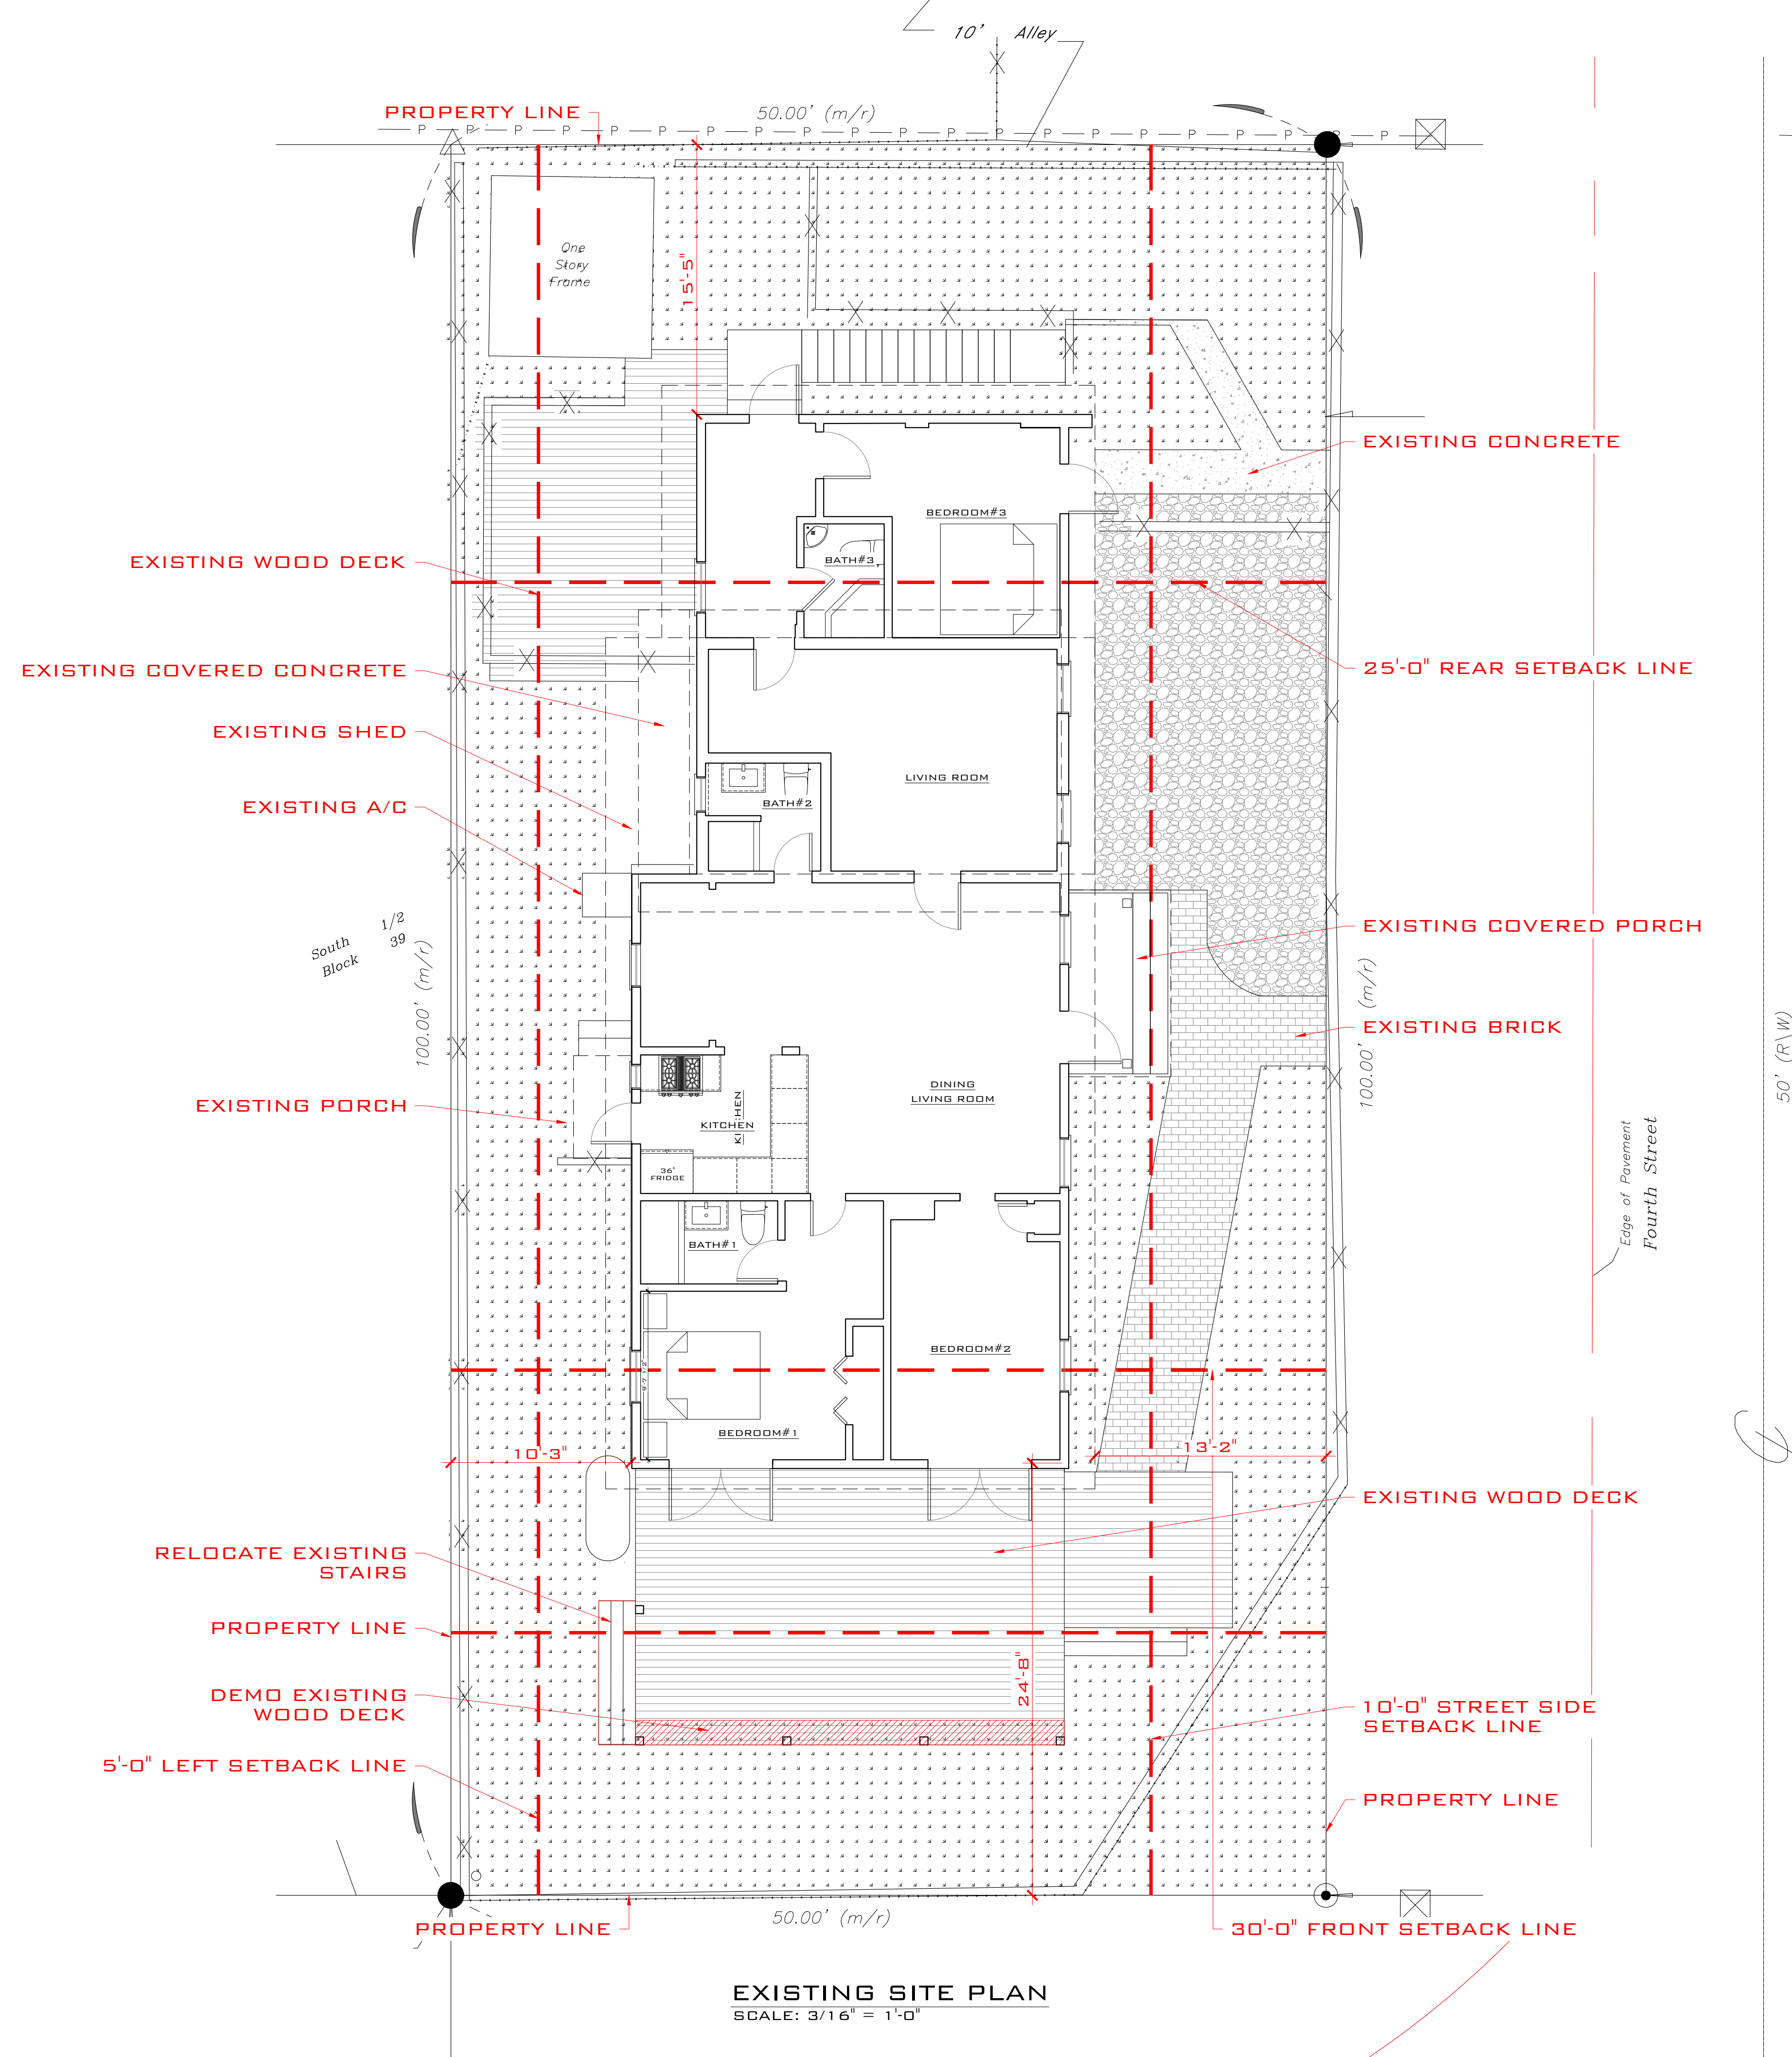 10' Alley
PROPERTY LINE
50.00' (m/r)
P P P P P P P P P P P P P P P P P P P P P
One
Story
Frame
15'-5"
EXISTING CONCRETE
BEDROOM#3
BATH#3
EXISTING WOOD DECK
EXISTING COVERED CONCRETE
25'-0" REAR SETBACK LINE
EXISTING SHED
LIVING ROOM
BATH#2
EXISTING A/C
South 1/2
Block 39
100.00' (m/r)
EXISTING COVERED PORCH
100.00' (m/r)
EXISTING BRICK
50' (R\W)
DINING
LIVING ROOM
EXISTING PORCH
KITCHEN
36"
FRIDGE
Edge of Pavement
Fourth Street
BATH#1
BEDROOM#2
9'-7 1/2"
BEDROOM#1
10'-3"
13'-2"
EXISTING WOOD DECK
RELOCATE EXISTING
STAIRS
PROPERTY LINE
24'-8"
DEMO EXISTING
WOOD DECK
10'-0" STREET SIDE
SETBACK LINE
5'-0" LEFT SETBACK LINE
PROPERTY LINE
PROPERTY LINE
50.00' (m/r)
30'-0" FRONT SETBACK LINE
EXISTING SITE PLAN
SCALE: 3/16" = 1'-0"